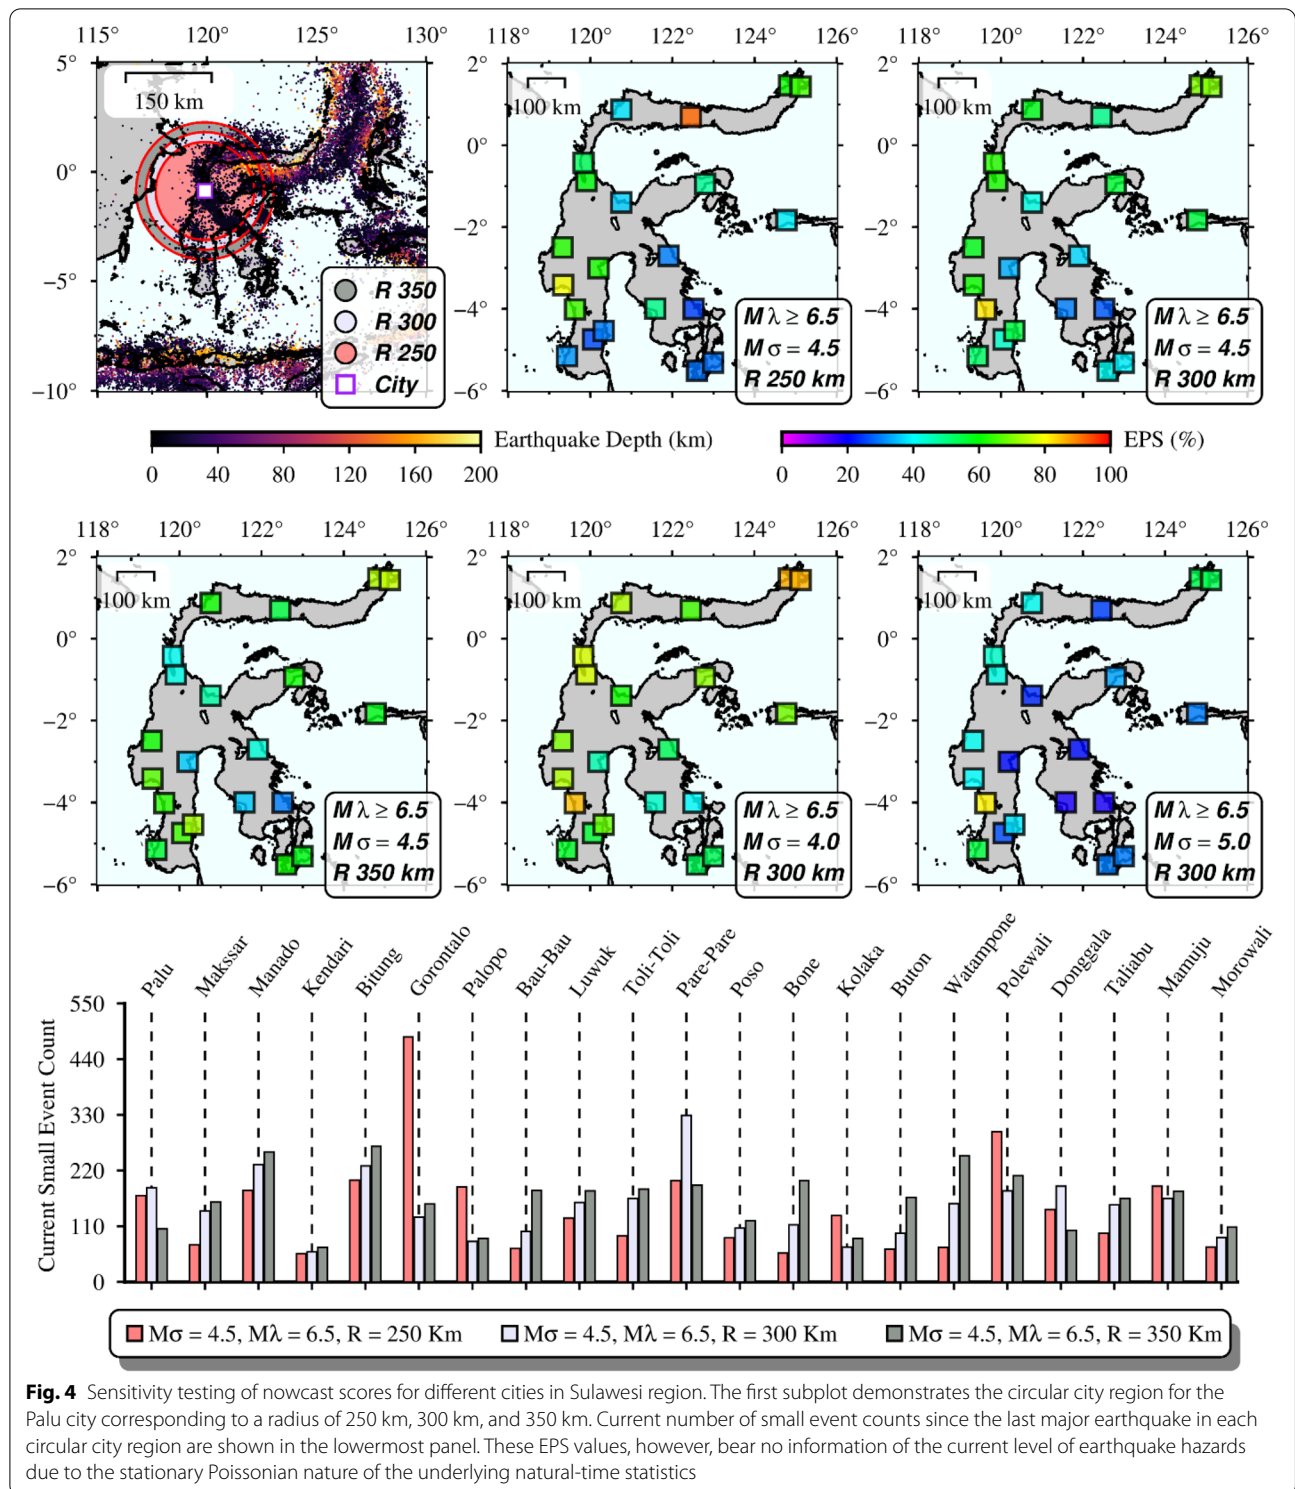 115° 120° 125° 130°
5°
0°
−5°
−10°
150 km
R 350
R 300
R 250
City
118° 120° 122° 124° 126°
2°
0°
−2°
−4°
−6°
100 km
M λ ≥ 6.5
M σ = 4.5
R 250 km
118° 120° 122° 124° 126°
2°
0°
−2°
−4°
−6°
100 km
M λ ≥ 6.5
M σ = 4.5
R 300 km
Earthquake Depth (km)
0 40 80 120 160 200
EPS (%)
0 20 40 60 80 100
118° 120° 122° 124° 126°
2°
0°
−2°
−4°
−6°
100 km
M λ ≥ 6.5
M σ = 4.5
R 350 km
118° 120° 122° 124° 126°
2°
0°
−2°
−4°
−6°
100 km
M λ ≥ 6.5
M σ = 4.0
R 300 km
118° 120° 122° 124° 126°
2°
0°
−2°
−4°
−6°
100 km
M λ ≥ 6.5
M σ = 5.0
R 300 km
Palu
Makssar
Manado
Kendari
Bitung
Gorontalo
Palopo
Bau-Bau
Luwuk
Toli-Toli
Pare-Pare
Poso
Bone
Kolaka
Buton
Watampone
Polewali
Donggala
Taliabu
Mamuju
Morowali
Current Small Event Count
550
440
330
220
110
0
Mσ = 4.5, Mλ = 6.5, R = 250 Km
Mσ = 4.5, Mλ = 6.5, R = 300 Km
Mσ = 4.5, Mλ = 6.5, R = 350 Km
Fig. 4 Sensitivity testing of nowcast scores for different cities in Sulawesi region. The first subplot demonstrates the circular city region for the
Palu city corresponding to a radius of 250 km, 300 km, and 350 km. Current number of small event counts since the last major earthquake in each
circular city region are shown in the lowermost panel. These EPS values, however, bear no information of the current level of earthquake hazards
due to the stationary Poissonian nature of the underlying natural-time statistics